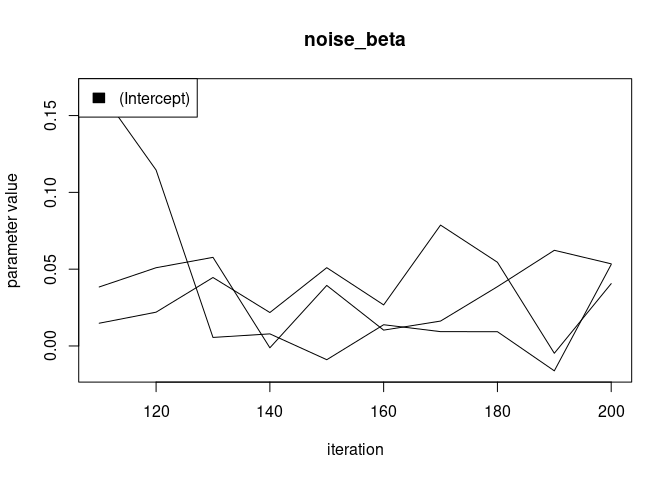 noise_beta
(Intercept)
0.15
0.10
0.05
0.00
parameter value
120 140 160 180 200
iteration